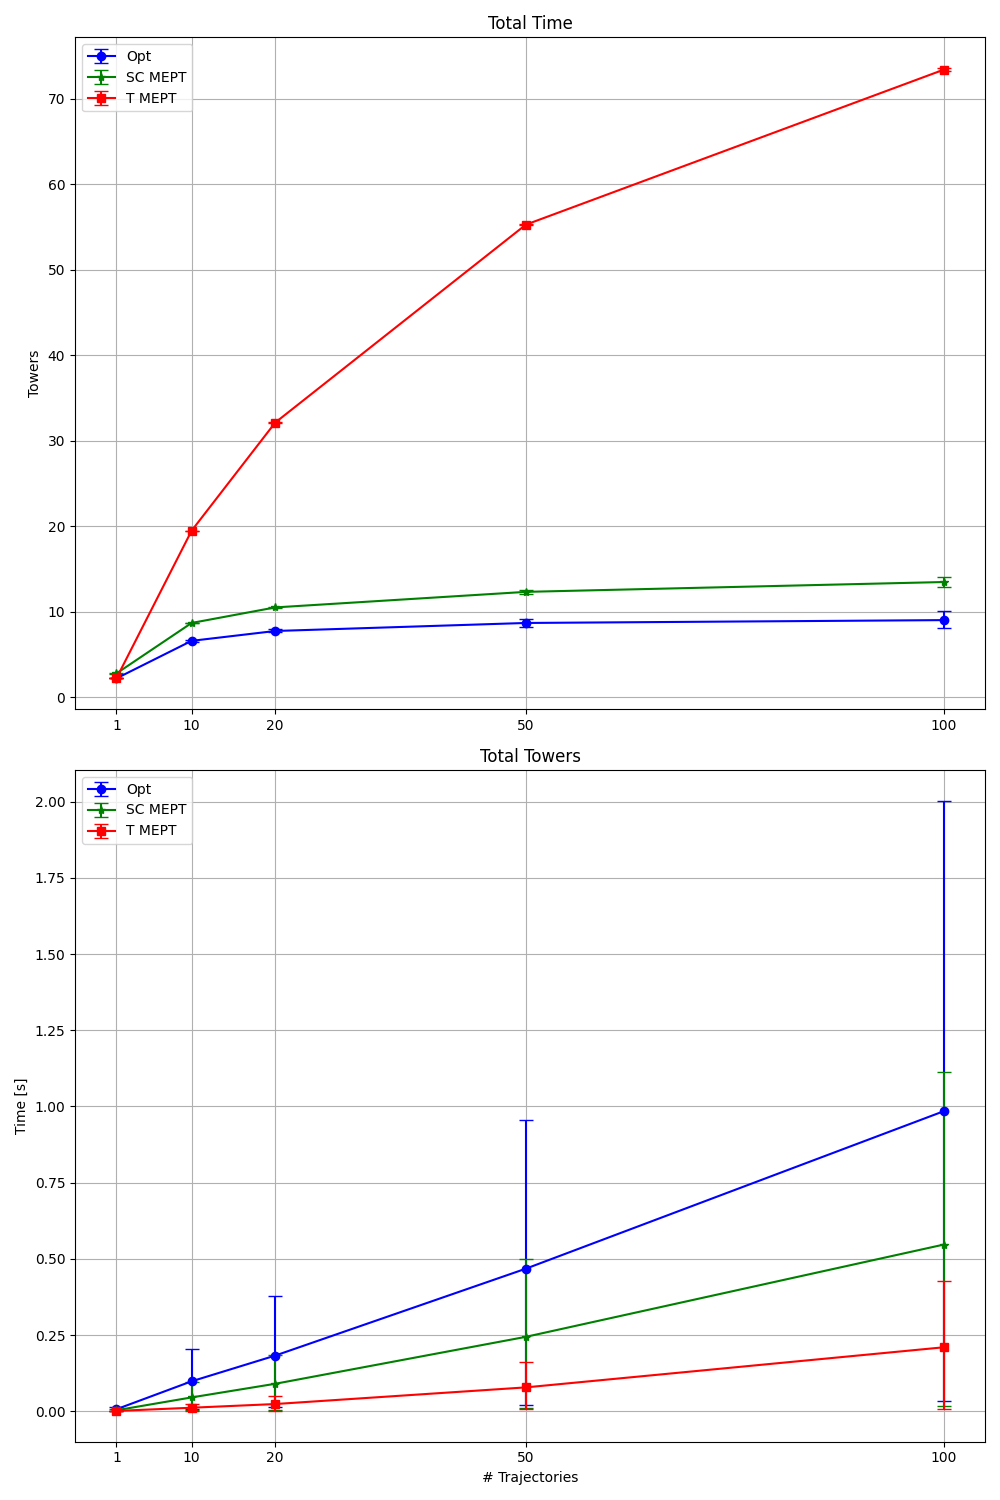 Total Time
Opt
SC MEPT
T MEPT
Towers
70
60
50
40
30
20
10
0
1 10 20 50 100
Total Towers
Opt
SC MEPT
T MEPT
Time [s]
2.00
1.75
1.50
1.25
1.00
0.75
0.50
0.25
0.00
1 10 20 50 100
# Trajectories